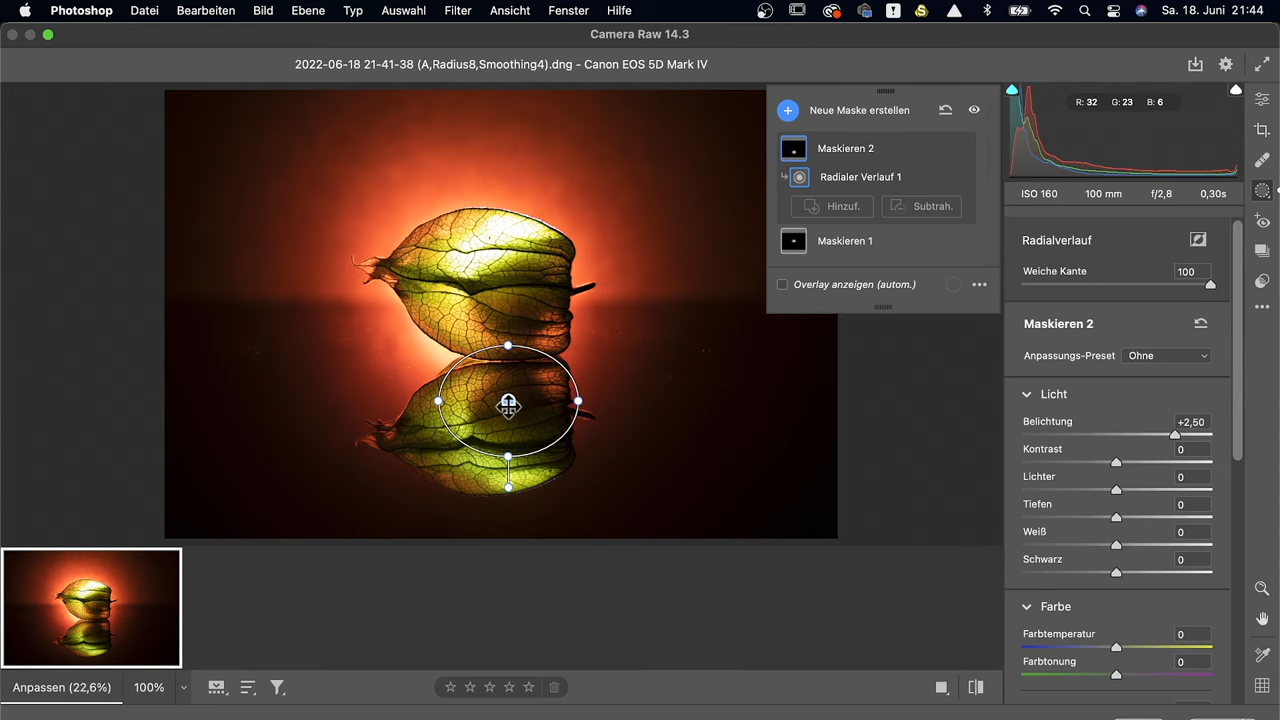 Photoshop Datei Bearbeiten Bild Ebene Typ Auswahl Filter Ansicht Fenster Hilfe Sa. 18. Juni 21:44
Camera Raw 14.3
2022-06-18 21-41-38 (A,Radius8,Smoothing4).dng - Canon EOS 5D Mark IV
Neue Maske erstellen
Maskieren 2
Radialer Verlauf 1
Hinzuf. Subtrah.
Maskieren 1
Overlay anzeigen (autom.)
R: 32 G: 23 B: 6
ISO 160 100 mm f/2,8 0,30s
Radialverlauf
Weiche Kante 100
Maskieren 2
Anpassungs-Preset Ohne
Licht
Belichtung +2,50
Kontrast 0
Lichter 0
Tiefen 0
Weiß 0
Schwarz 0
Farbe
Farbtemperatur 0
Farbtonung 0
Anpassen (22,6%) 100%